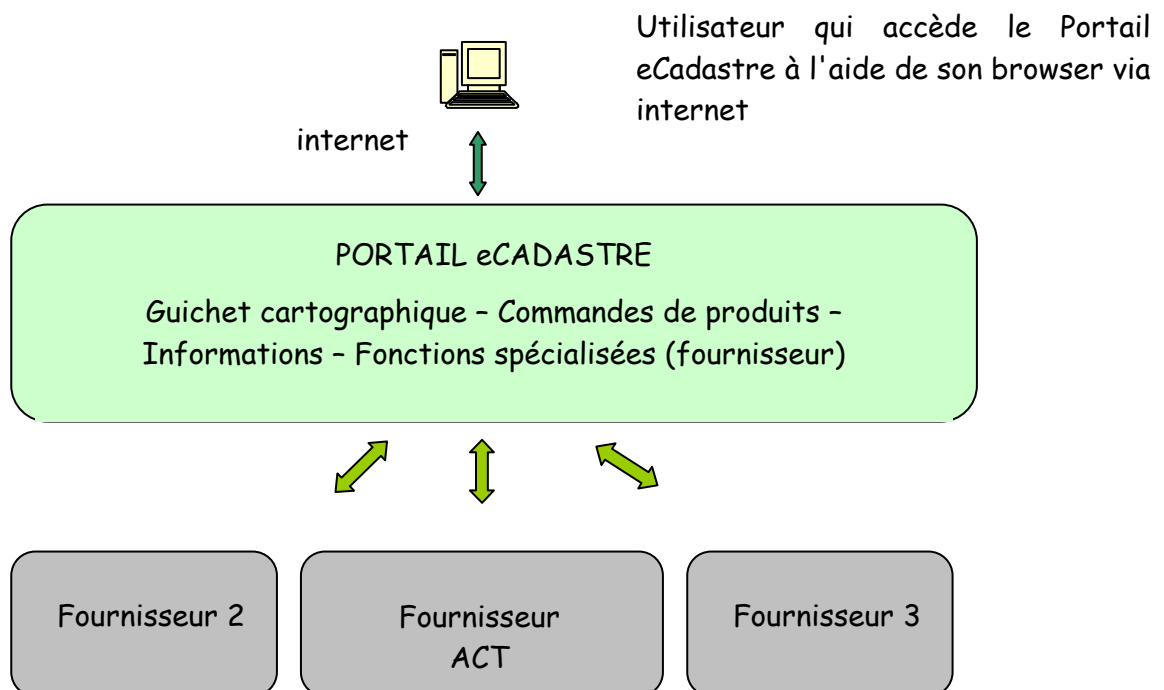 Utilisateur qui accède le Portail
eCadastre à l'aide de son browser via
internet
internet
PORTAIL eCADASTRE
Guichet cartographique – Commandes de produits –
Informations – Fonctions spécialisées (fournisseur)
Fournisseur 2
Fournisseur
ACT
Fournisseur 3